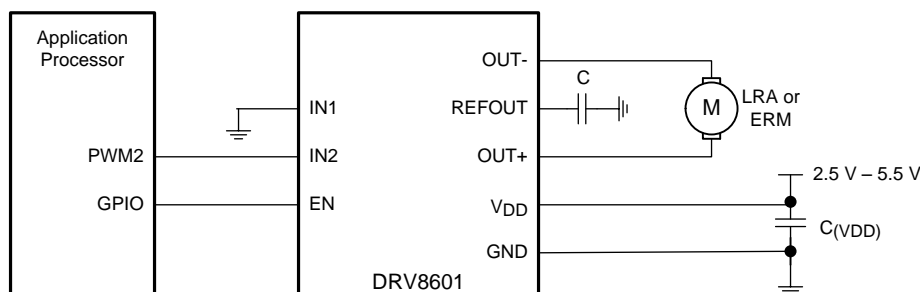 Application
Processor
PWM2
GPIO
IN1
IN2
EN
OUT-
REFOUT
OUT+
VDD
GND
DRV8601
C
M
LRA or
ERM
2.5 V – 5.5 V
C(VDD)